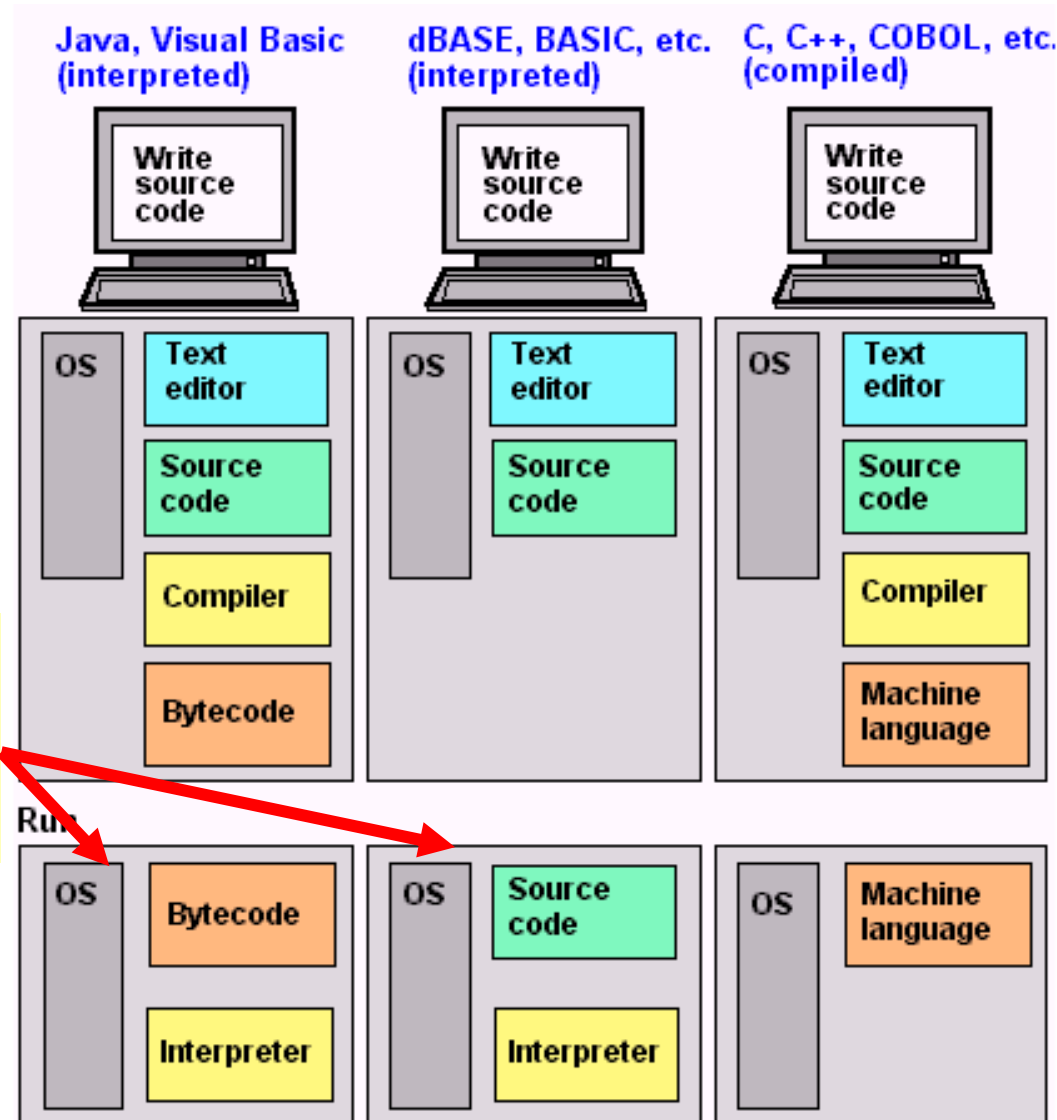 Java, Visual Basic
(interpreted)
dBASE, BASIC, etc.
(interpreted)
C, C++, COBOL, etc.
(compiled)
Write
source
code
Write
source
code
Write
source
code
OS
Text
editor
Source
code
Compiler
Bytecode
OS
Text
editor
Source
code
OS
Text
editor
Source
code
Compiler
Machine
language
Run
OS
Bytecode
Interpreter
OS
Source
code
Interpreter
OS
Machine
language